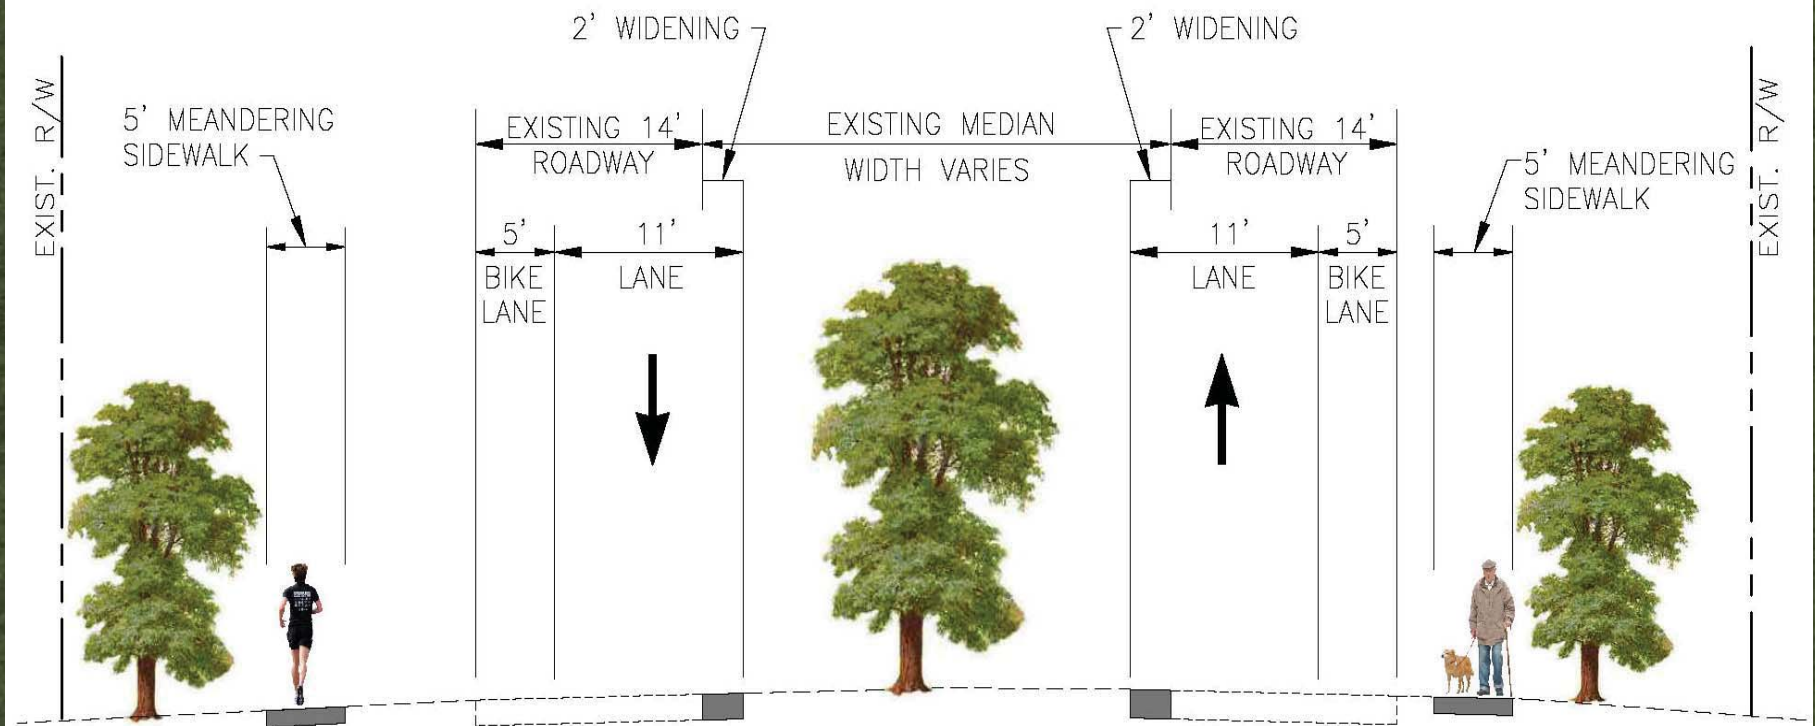 2' WIDENING
2' WIDENING
EXIST. R/W
5' MEANDERING
SIDEWALK
EXISTING 14'
ROADWAY
EXISTING MEDIAN
WIDTH VARIES
EXISTING 14'
ROADWAY
5' MEANDERING
SIDEWALK
EXIST. R/W
5'
BIKE
LANE
11'
LANE
11'
LANE
5'
BIKE
LANE